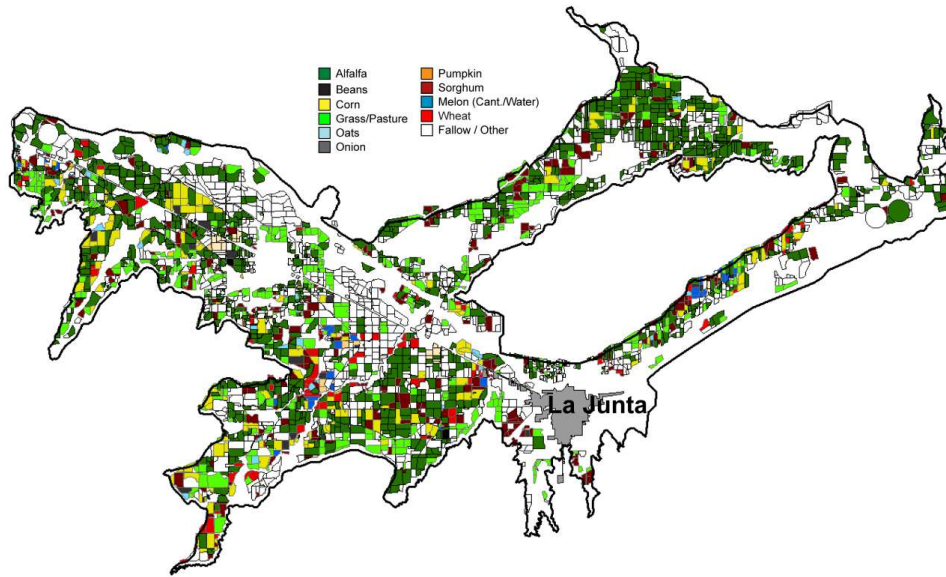 Alfalfa
Beans
Corn
Grass/Pasture
Oats
Onion
Pumpkin
Sorghum
Melon (Cant./Water)
Wheat
Fallow / Other
La Junta